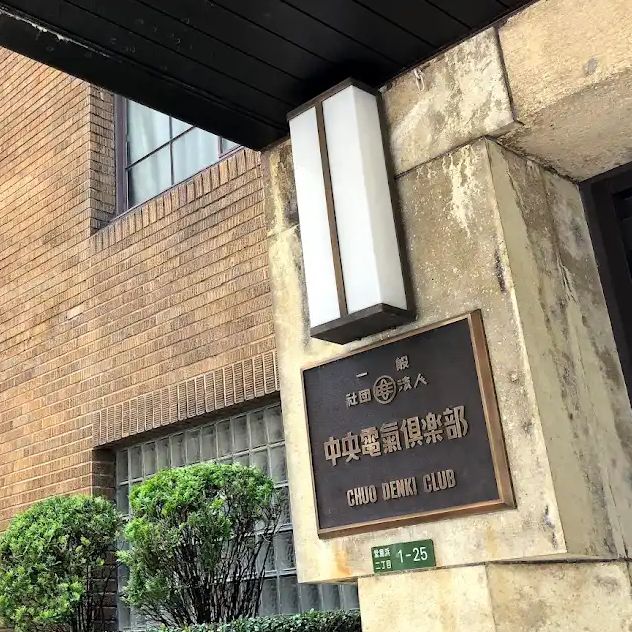 一般
社団 法人
中央電氣俱楽部
CHUO DENKI CLUB
堂島浜
二丁目 1-25